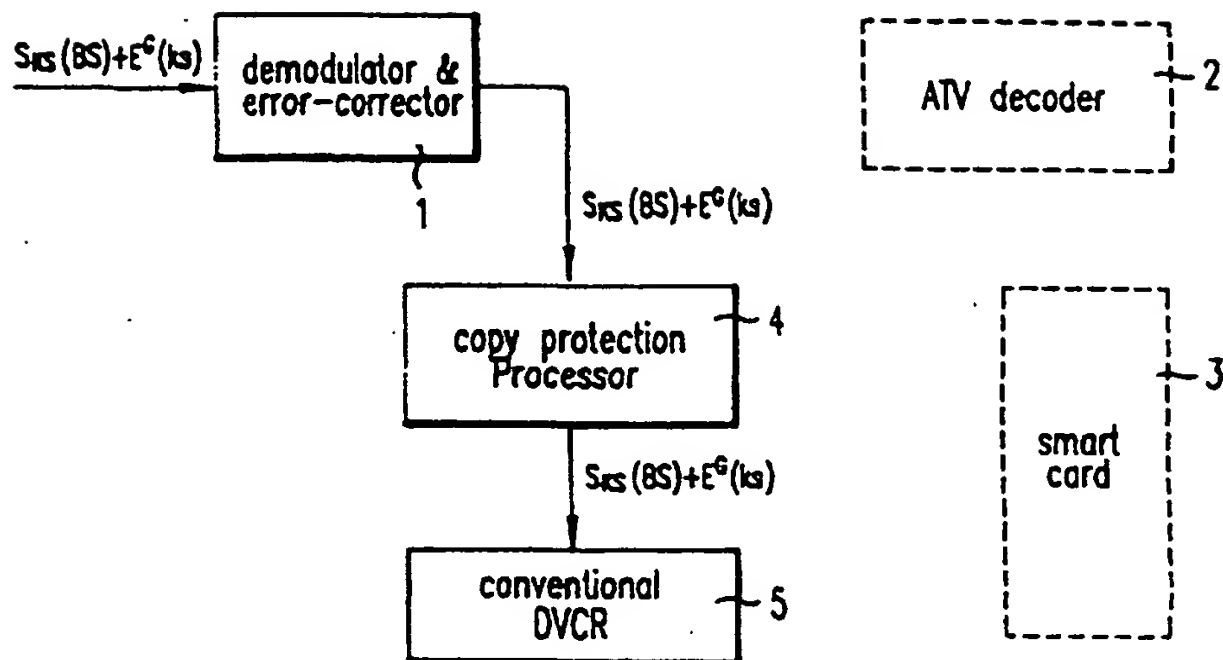 S_KS(BS)+E^G(ks)
demodulator &
error-corrector
1
ATV decoder
2
S_KS(BS)+E^G(ks)
copy protection
Processor
4
smart
card
3
S_KS(BS)+E^G(ks)
conventional
DVCR
5